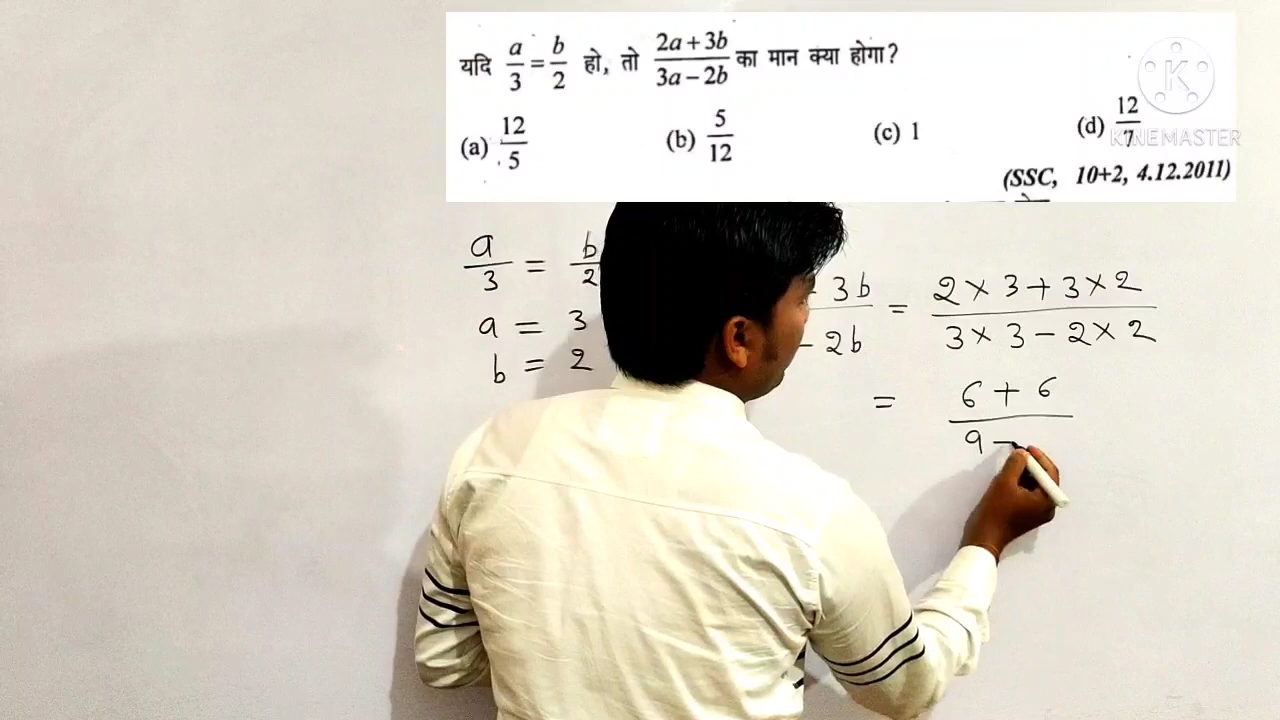 यदि a/3 = b/2 हो, तो (2a + 3b)/(3a − 2b) का मान क्या होगा?
(a) 12/5 (b) 5/12 (c) 1 (d) 12/7
KINEMASTER
(SSC, 10+2, 4.12.2011)
a/3 = b/2
a = 3
b = 2
3b/− 2b = (2 × 3 + 3 × 2)/(3 × 3 − 2 × 2)
= (6 + 6)/(9 −